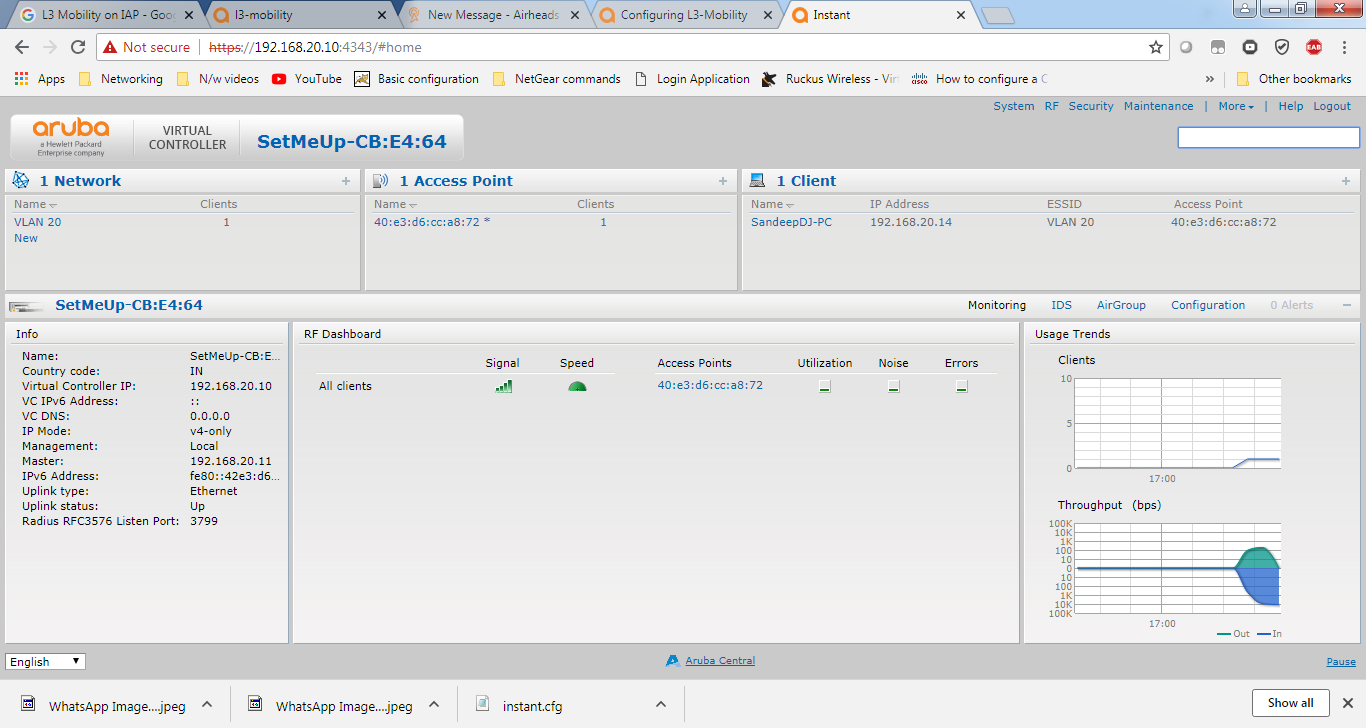 L3 Mobility on IAP - Goo
l3-mobility
New Message - Airheads
Configuring L3-Mobility
Instant
Not secure
https://192.168.20.10:4343/#home
Apps
Networking
N/w videos
YouTube
Basic configuration
NetGear commands
Login Application
Ruckus Wireless - Vir
How to configure a C
»
Other bookmarks
System RF Security Maintenance | More | Help Logout
aruba
a Hewlett Packard
Enterprise company
VIRTUAL
CONTROLLER
SetMeUp-CB:E4:64
1 Network +
Name Clients
VLAN 20 1
New
1 Access Point +
Name Clients
40:e3:d6:cc:a8:72 * 1
1 Client +
Name IP Address ESSID Access Point
SandeepDJ-PC 192.168.20.14 VLAN 20 40:e3:d6:cc:a8:72
SetMeUp-CB:E4:64
Monitoring IDS AirGroup Configuration 0 Alerts
Info
Name: SetMeUp-CB:E...
Country code: IN
Virtual Controller IP: 192.168.20.10
VC IPv6 Address: ::
VC DNS: 0.0.0.0
IP Mode: v4-only
Management: Local
Master: 192.168.20.11
IPv6 Address: fe80::42e3:d6...
Uplink type: Ethernet
Uplink status: Up
Radius RFC3576 Listen Port: 3799
RF Dashboard
Signal Speed
All clients
Access Points Utilization Noise Errors
40:e3:d6:cc:a8:72
Usage Trends
Clients
10
5
0
17:00
Throughput (bps)
100K
10K
1K
100
10
0
10
100
1K
10K
100K
17:00
Out In
English
Aruba Central
Pause
WhatsApp Image....jpeg
WhatsApp Image....jpeg
instant.cfg
Show all